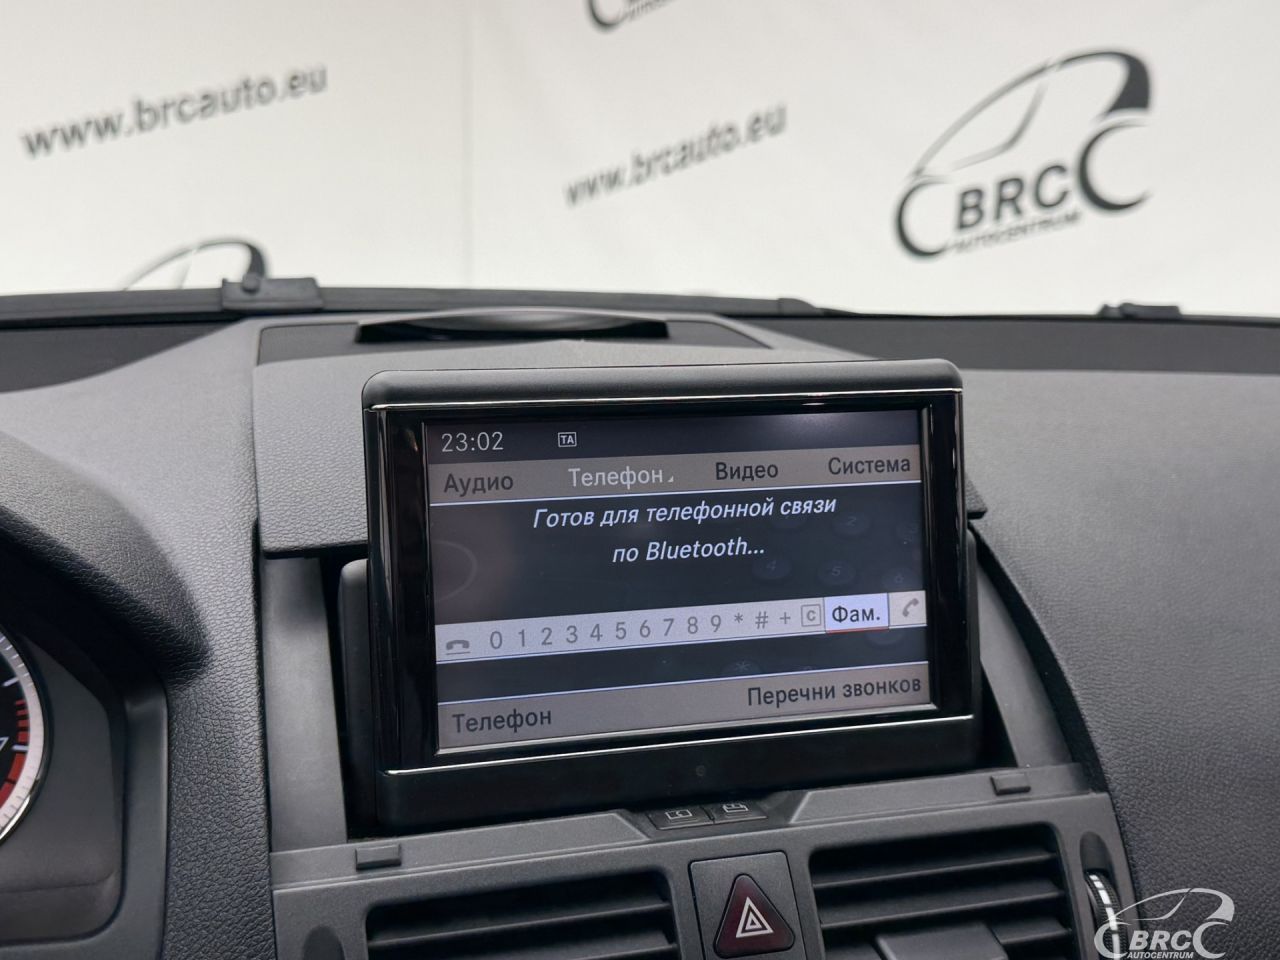 www.brcauto.eu
www.brcauto.eu
BRC
AUTOCENTRUM
23:02 TA
Аудио Телефон Видео Система
Готов для телефонной связи
по Bluetooth...
0 1 2 3 4 5 6 7 8 9 * # + C Фам.
Телефон Перечни звонков
BRC
AUTOCENTRUM